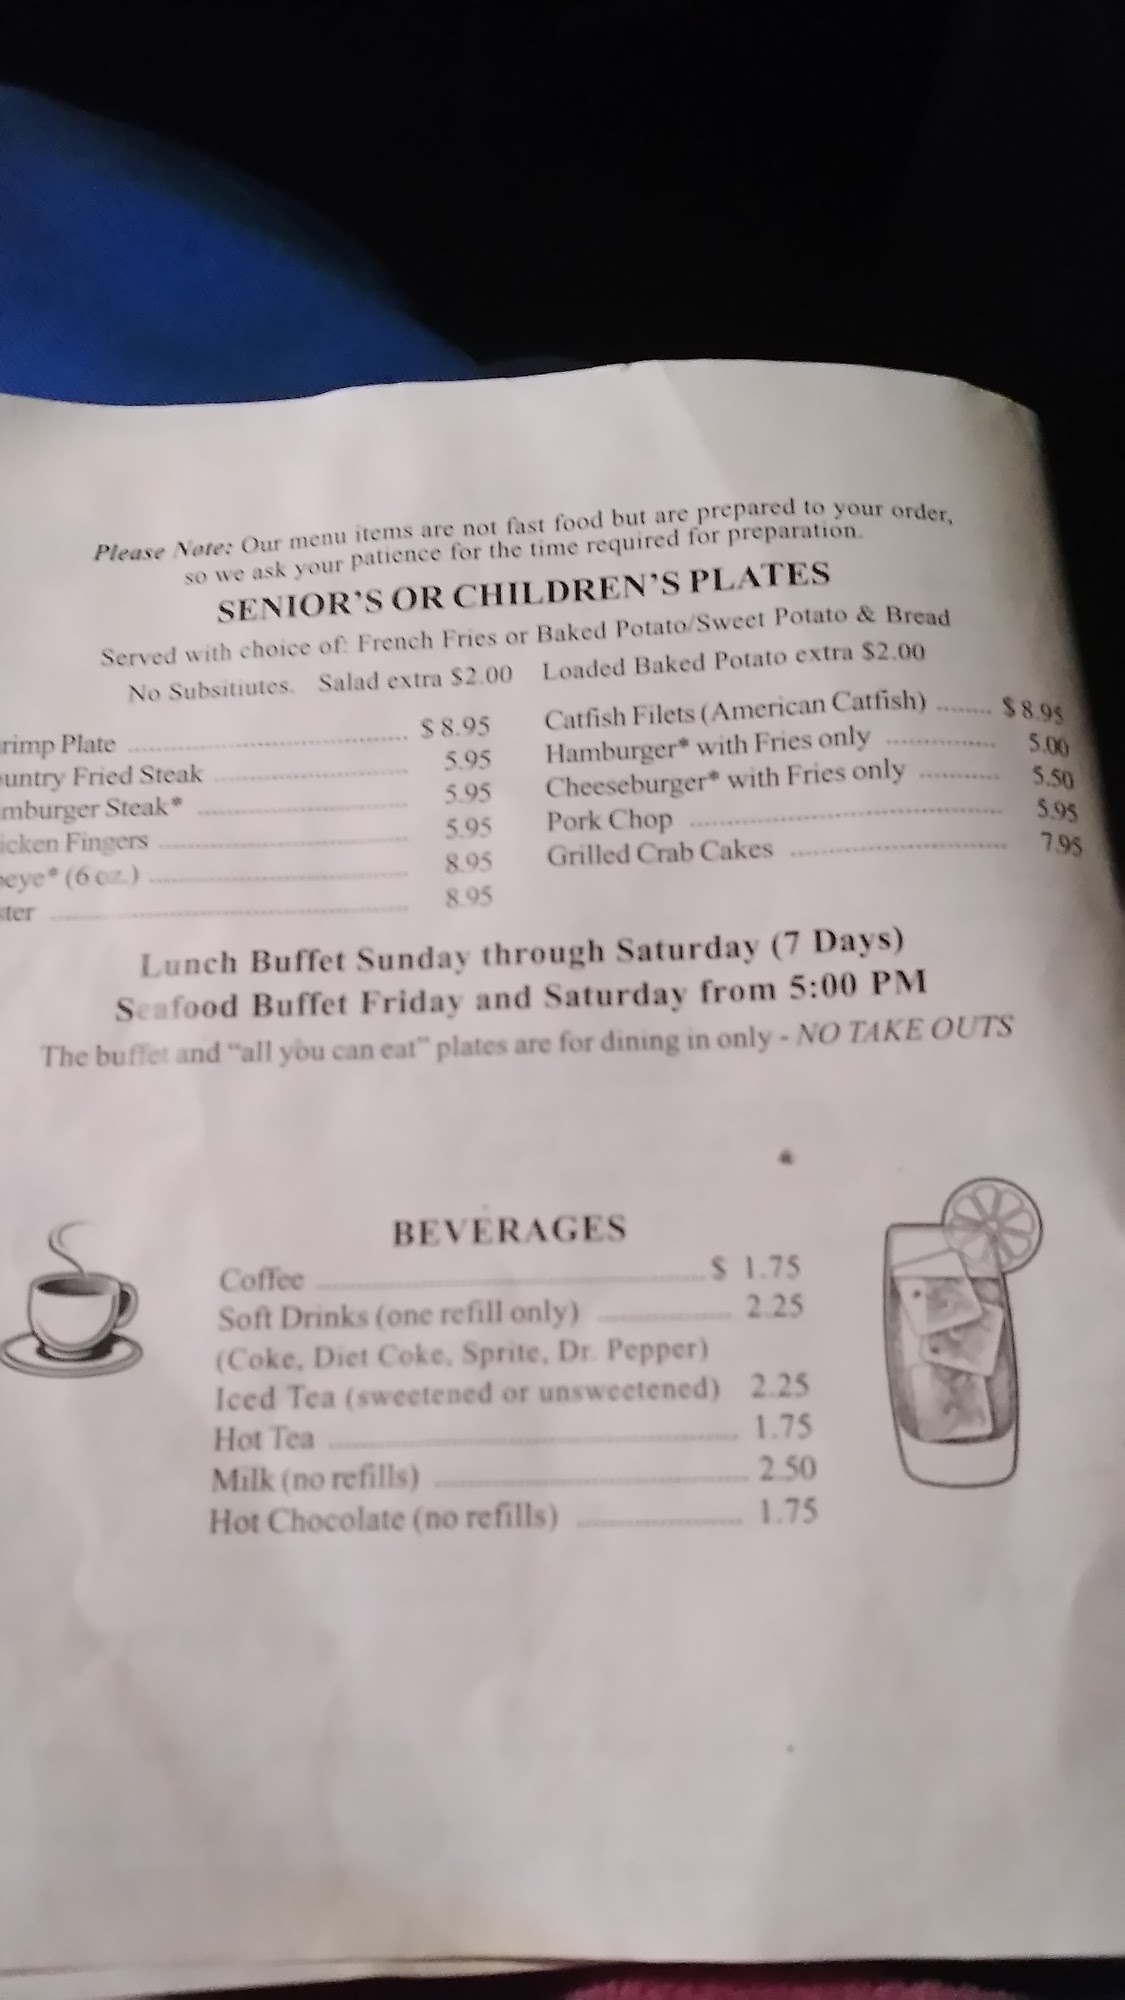 Please Note: Our menu items are not fast food but are prepared to your order,
so we ask your patience for the time required for preparation.
SENIOR'S OR CHILDREN'S PLATES
Served with choice of: French Fries or Baked Potato/Sweet Potato & Bread
No Subsitiutes. Salad extra $2.00 Loaded Baked Potato extra $2.00
rimp Plate $ 8.95
untry Fried Steak 5.95
mburger Steak* 5.95
icken Fingers 5.95
eye* (6 oz.) 8.95
ster 8.95
Catfish Filets (American Catfish) $ 8.95
Hamburger* with Fries only 5.00
Cheeseburger* with Fries only 5.50
Pork Chop 5.95
Grilled Crab Cakes 7.95
Lunch Buffet Sunday through Saturday (7 Days)
Seafood Buffet Friday and Saturday from 5:00 PM
The buffet and "all you can eat" plates are for dining in only - NO TAKE OUTS
BEVERAGES
Coffee $ 1.75
Soft Drinks (one refill only) 2.25
(Coke, Diet Coke, Sprite, Dr. Pepper)
Iced Tea (sweetened or unsweetened) 2.25
Hot Tea 1.75
Milk (no refills) 2.50
Hot Chocolate (no refills) 1.75